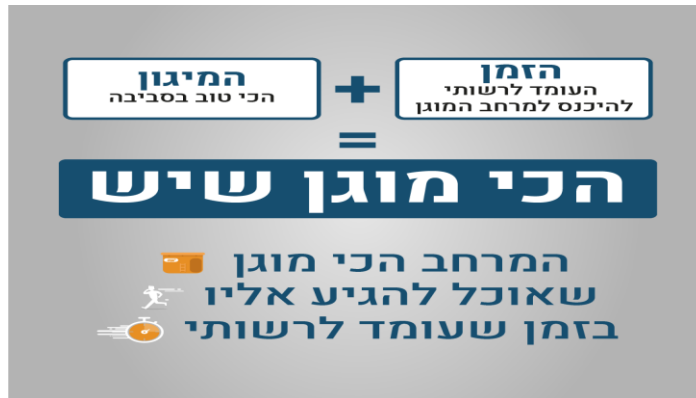 הזמן
העומד לרשותי
להיכנס למרחב המוגן
+
המיגון
הכי טוב בסביבה
=
הכי מוגן שיש
המרחב הכי מוגן
שאוכל להגיע אליו
בזמן שעומד לרשותי